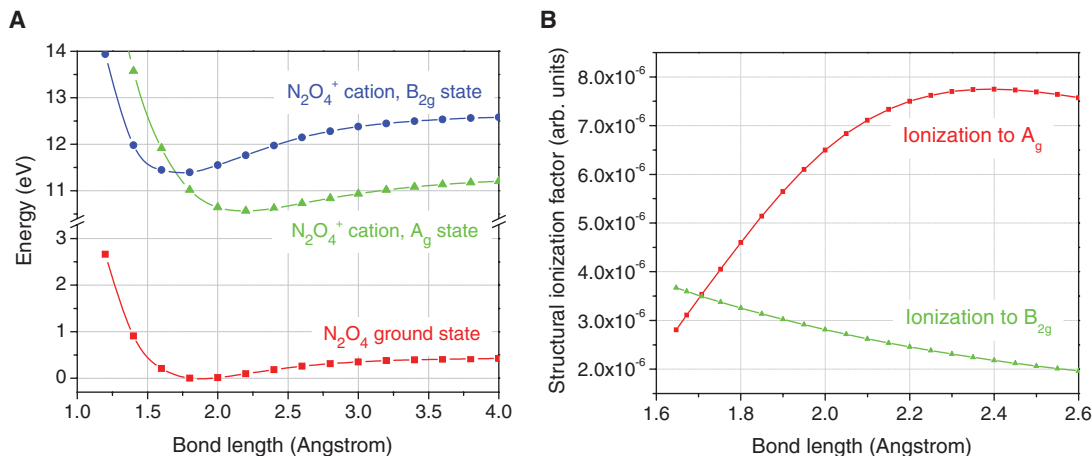 A
Energy (eV)
14
13
12
11
3
2
1
0
N₂O₄⁺ cation, B₂g state
N₂O₄⁺ cation, Ag state
N₂O₄ ground state
1.0 1.5 2.0 2.5 3.0 3.5 4.0
Bond length (Angstrom)
B
Structural ionization factor (arb. units)
8.0x10⁻⁶
7.0x10⁻⁶
6.0x10⁻⁶
5.0x10⁻⁶
4.0x10⁻⁶
3.0x10⁻⁶
2.0x10⁻⁶
Ionization to Ag
Ionization to B₂g
1.6 1.8 2.0 2.2 2.4 2.6
Bond length (Angstrom)